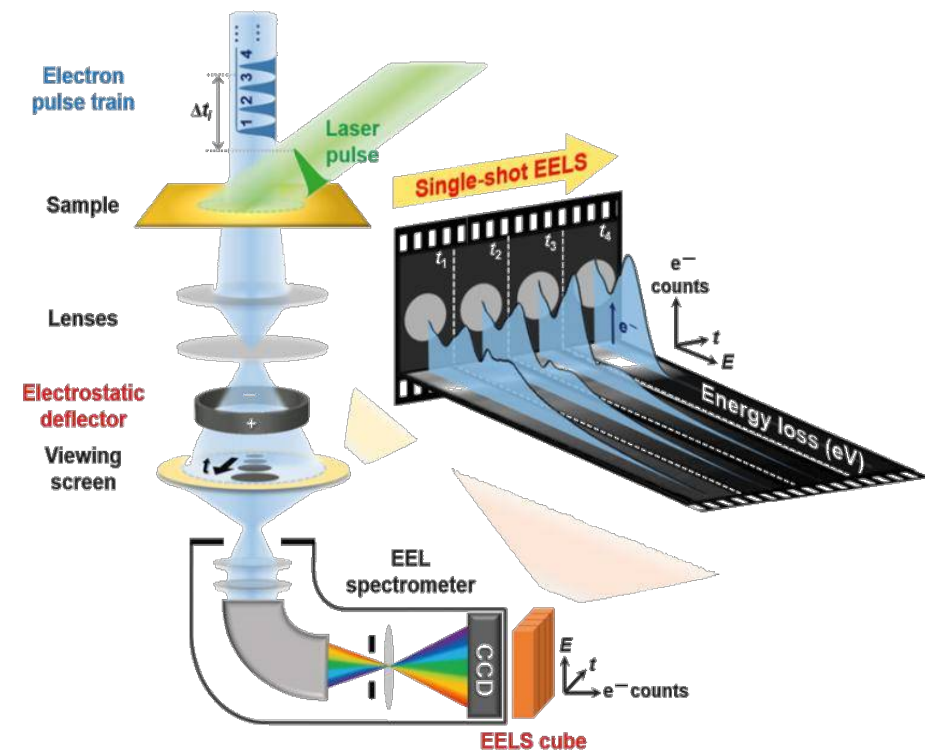 Electron
pulse train
Δtᵢ
1 2 3 4 ...
...
Laser
pulse
Sample
Single-shot EELS
t₁
t₂
t₃
t₄
e⁻
e⁻
counts
t
E
Energy loss (eV)
Lenses
Electrostatic
deflector
−
+
Viewing
screen
t
EEL
spectrometer
CCD
E
t
e⁻ counts
EELS cube